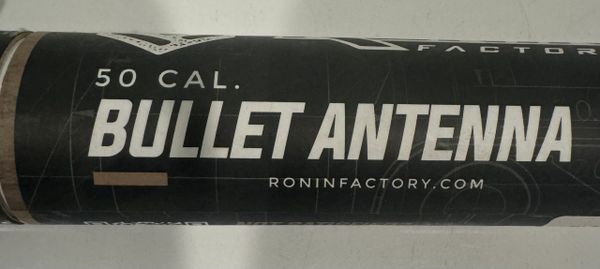 FACTORY
50 CAL.
BULLET ANTENNA
RONINFACTORY.COM